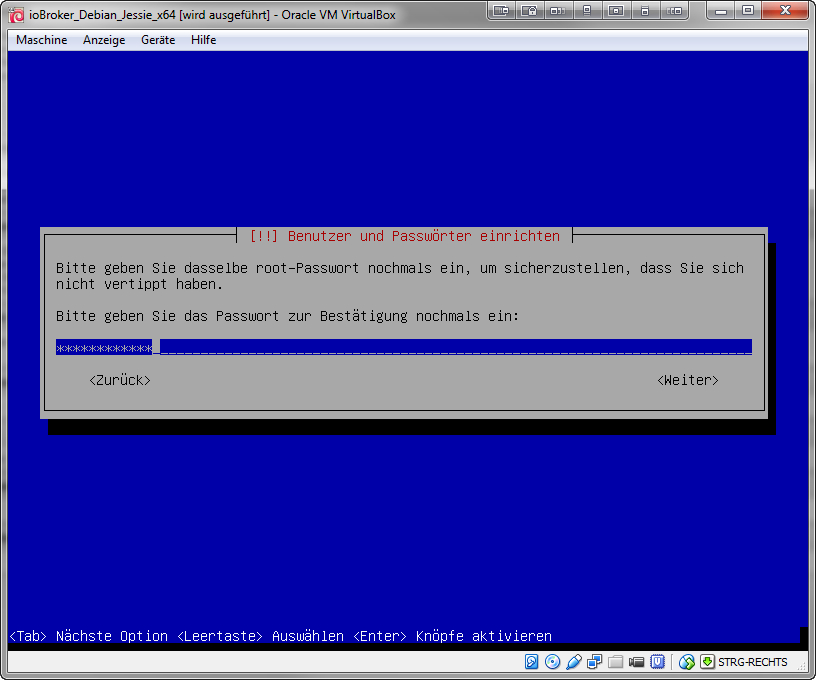 ioBroker_Debian_Jessie_x64 [wird ausgeführt] - Oracle VM VirtualBox
Maschine Anzeige Geräte Hilfe
[!!] Benutzer und Passwörter einrichten
Bitte geben Sie dasselbe root-Passwort nochmals ein, um sicherzustellen, dass Sie sich
nicht vertippt haben.
Bitte geben Sie das Passwort zur Bestätigung nochmals ein:
************
<Zurück> <Weiter>
<Tab> Nächste Option <Leertaste> Auswählen <Enter> Knöpfe aktivieren
STRG-RECHTS